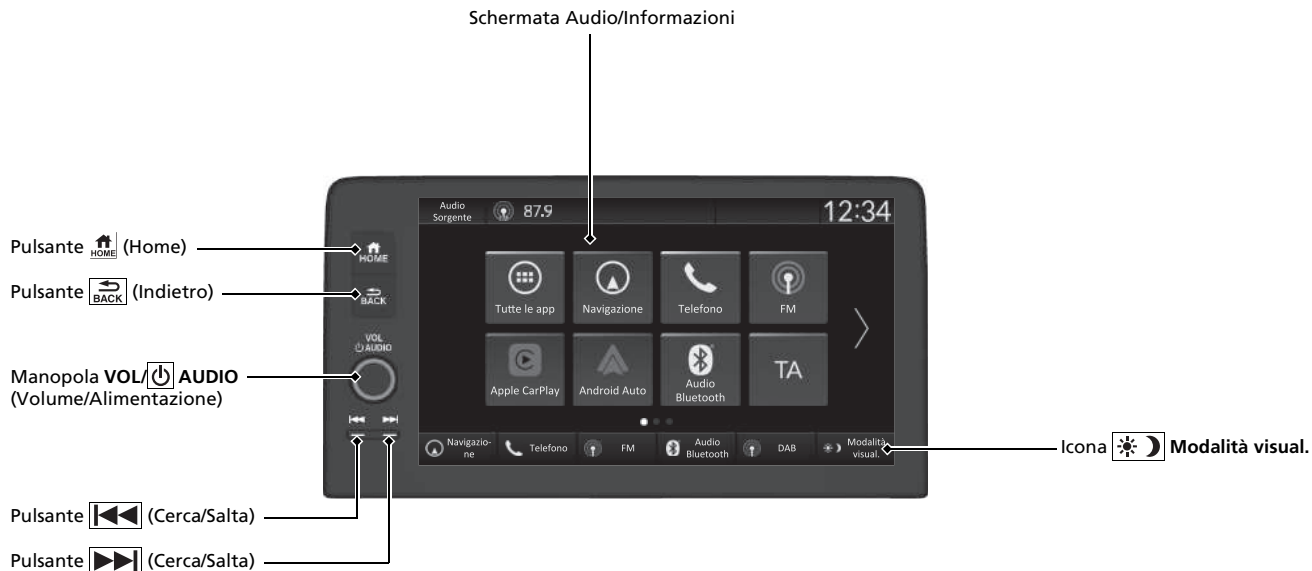 Schermata Audio/Informazioni
Audio
Sorgente
87.9
12:34
Pulsante HOME (Home)
HOME
Pulsante BACK (Indietro)
BACK
Tutte le app
Navigazione
Telefono
FM
VOL
AUDIO
Manopola VOL/ AUDIO
(Volume/Alimentazione)
Apple CarPlay
Android Auto
Audio
Bluetooth
TA
Navigazio-
ne
Telefono
FM
Audio
Bluetooth
DAB
Modalità
visual.
Icona Modalità visual.
Pulsante (Cerca/Salta)
Pulsante (Cerca/Salta)